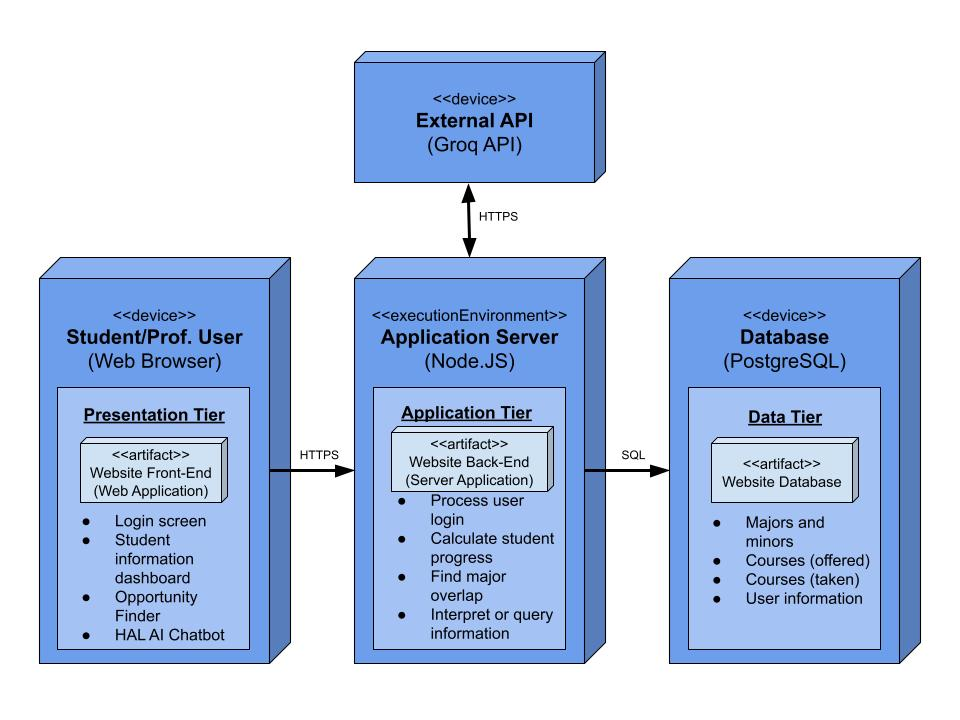 <<device>>
External API
(Groq API)
HTTPS
<<device>>
Student/Prof. User
(Web Browser)
Presentation Tier
<<artifact>>
Website Front-End
(Web Application)
● Login screen
● Student
information
dashboard
● Opportunity
Finder
● HAL AI Chatbot
HTTPS
<<executionEnvironment>>
Application Server
(Node.JS)
Application Tier
<<artifact>>
Website Back-End
(Server Application)
● Process user
login
● Calculate student
progress
● Find major
overlap
● Interpret or query
information
SQL
<<device>>
Database
(PostgreSQL)
Data Tier
<<artifact>>
Website Database
● Majors and
minors
● Courses (offered)
● Courses (taken)
● User information